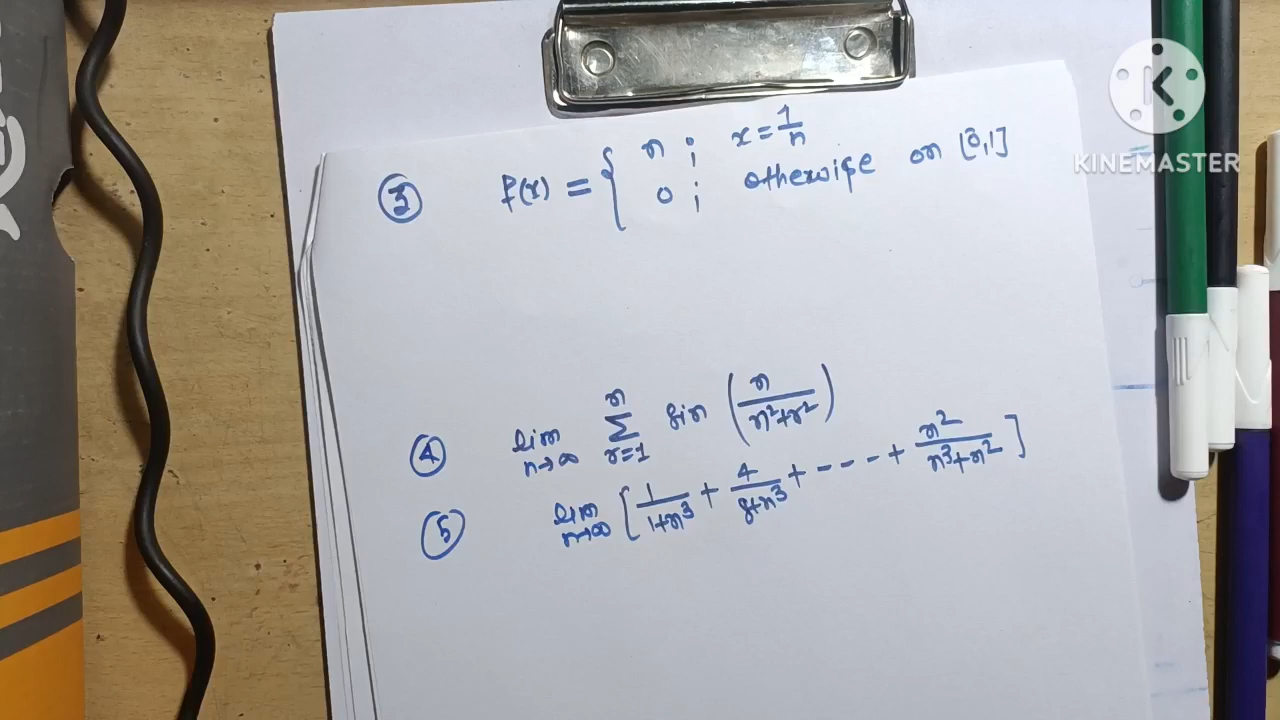 KINEMASTER
③ f(x) = { n ; x = 1/n
0 ; otherwise on [0,1]
④ lim n→∞ Σ r=1 n sin (n/(n²+r²))
⑤ lim n→∞ [1/(1+n³) + 4/(8+n³) + - - - + n²/(n³+n²)]